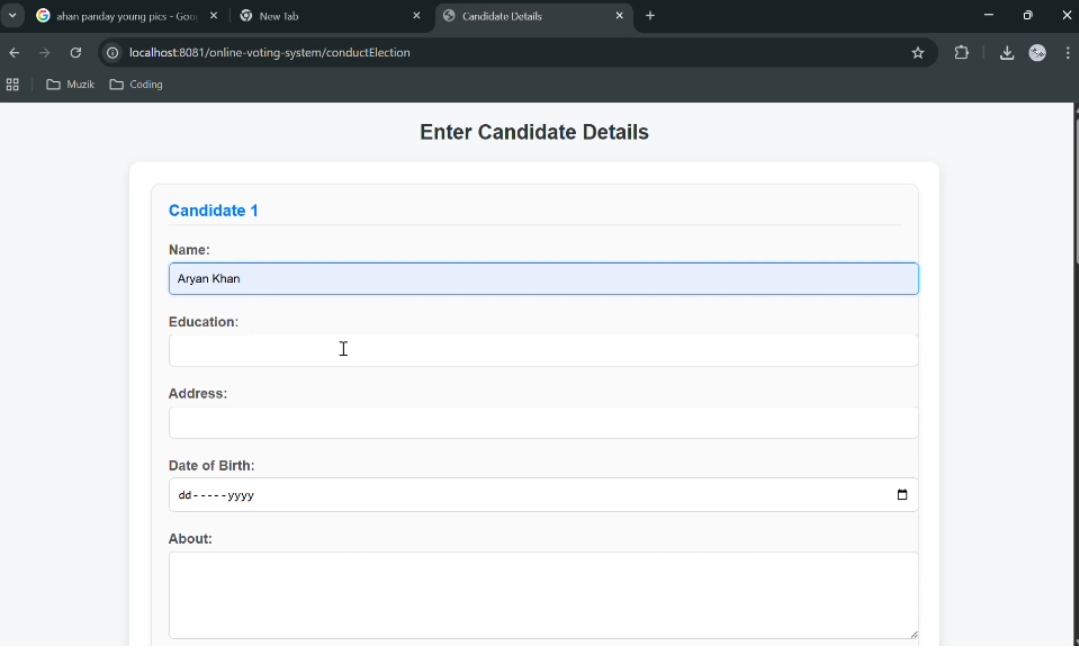 ahan panday young pics - Goo
New Tab
Candidate Details
localhost:8081/online-voting-system/conductElection
Muzik
Coding
Enter Candidate Details
Candidate 1
Name:
Aryan Khan
Education:
Address:
Date of Birth:
dd-----yyyy
About: